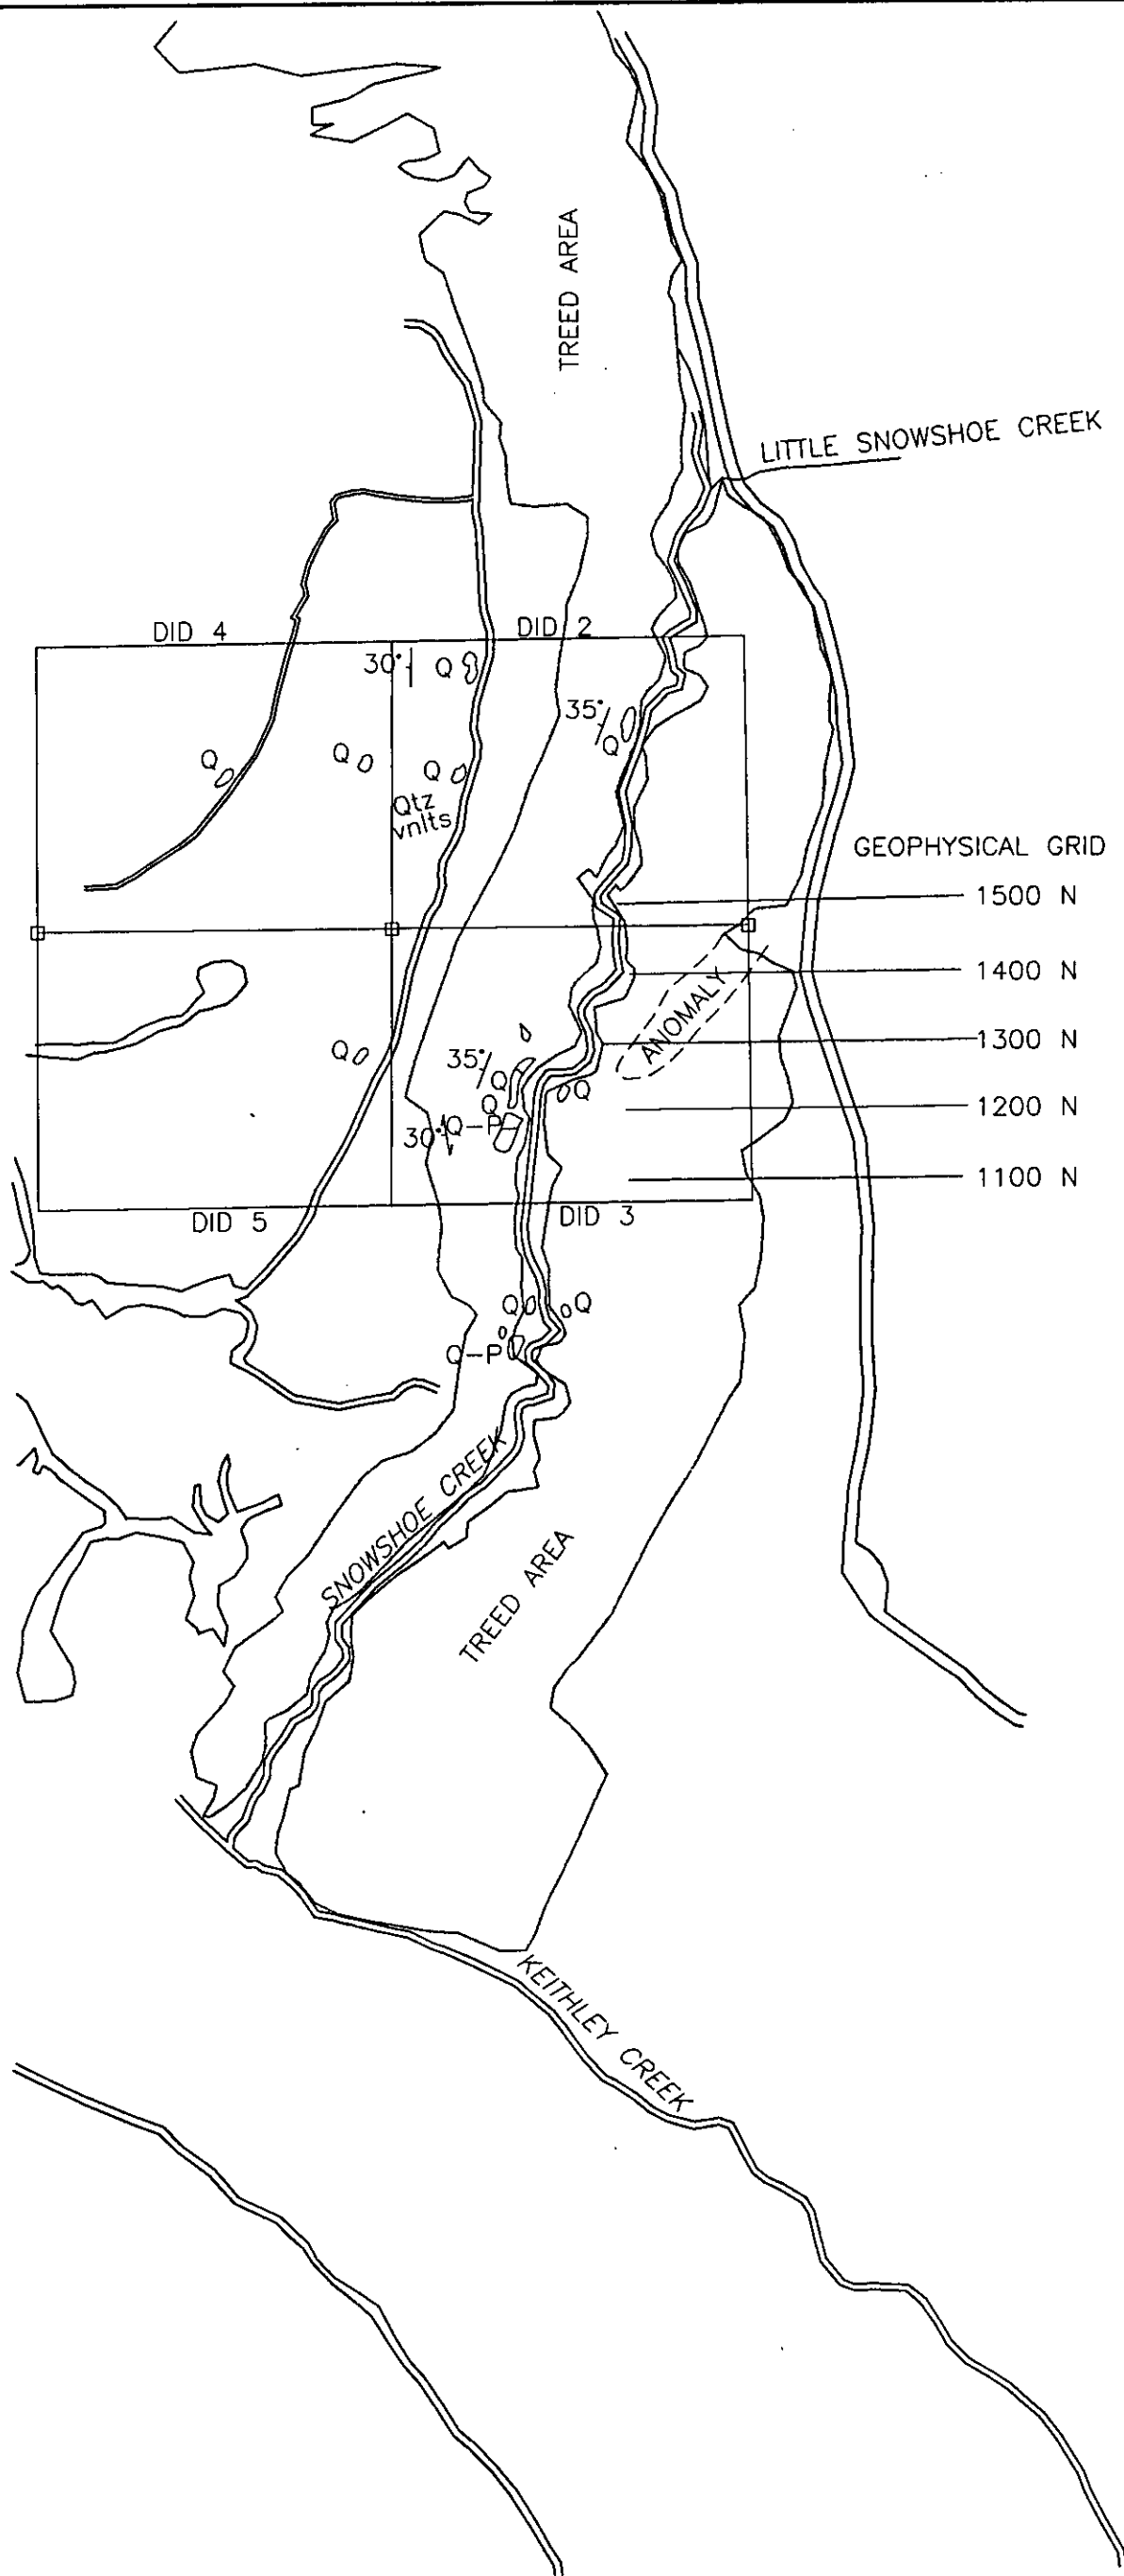 TREED AREA
LITTLE SNOWSHOE CREEK
DID 4
DID 2
30°
Q
35°
Q
Q
Q
Q
Qtz
vnlts
GEOPHYSICAL GRID
1500 N
1400 N
ANOMALY
1300 N
Q
35°
Q
Q
Q
1200 N
30°
Q-P
1100 N
DID 5
DID 3
Q
Q
Q-P
SNOWSHOE CREEK
TREED AREA
KEITHLEY CREEK